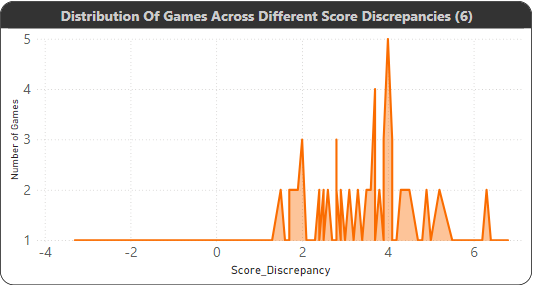 Distribution Of Games Across Different Score Discrepancies (6)
5
4
3
2
1
Number of Games
-4 -2 0 2 4 6
Score_Discrepancy